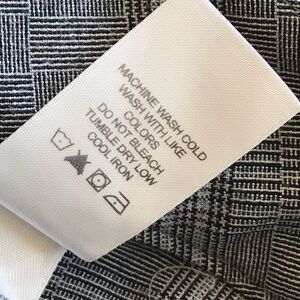 MACHINE WASH COLD
WASH WITH LIKE
COLORS
DO NOT BLEACH
TUMBLE DRY LOW
COOL IRON